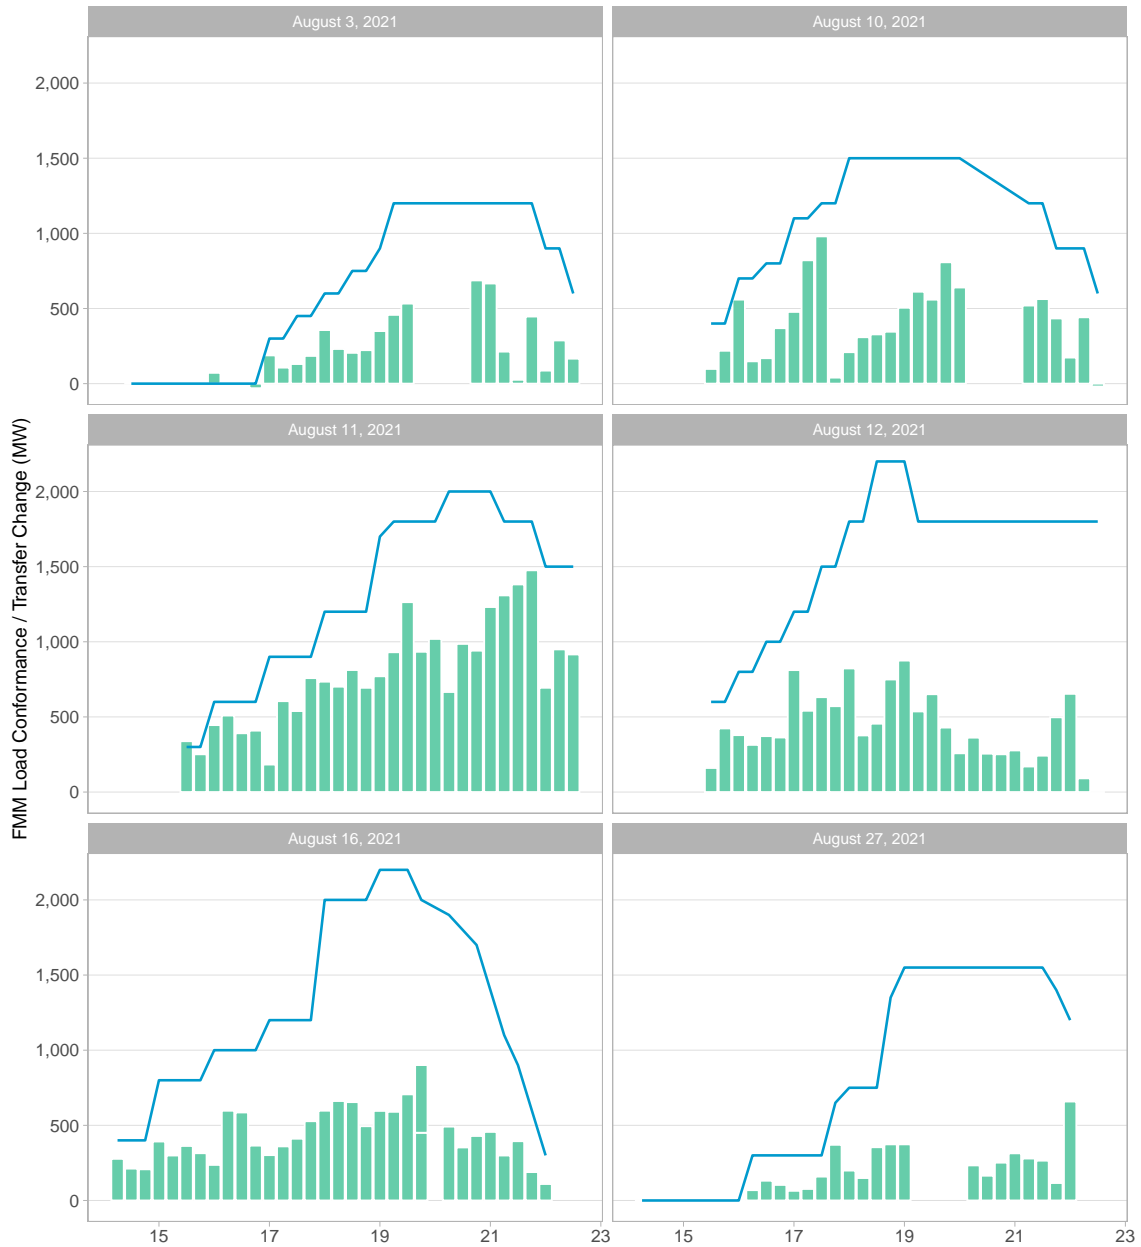 August 3, 2021
August 10, 2021
2,000
1,500
1,000
500
0
FMM Load Conformance / Transfer Change (MW)
August 11, 2021
August 12, 2021
2,000
1,500
1,000
500
0
August 16, 2021
August 27, 2021
2,000
1,500
1,000
500
0
15 17 19 21 23
15 17 19 21 23